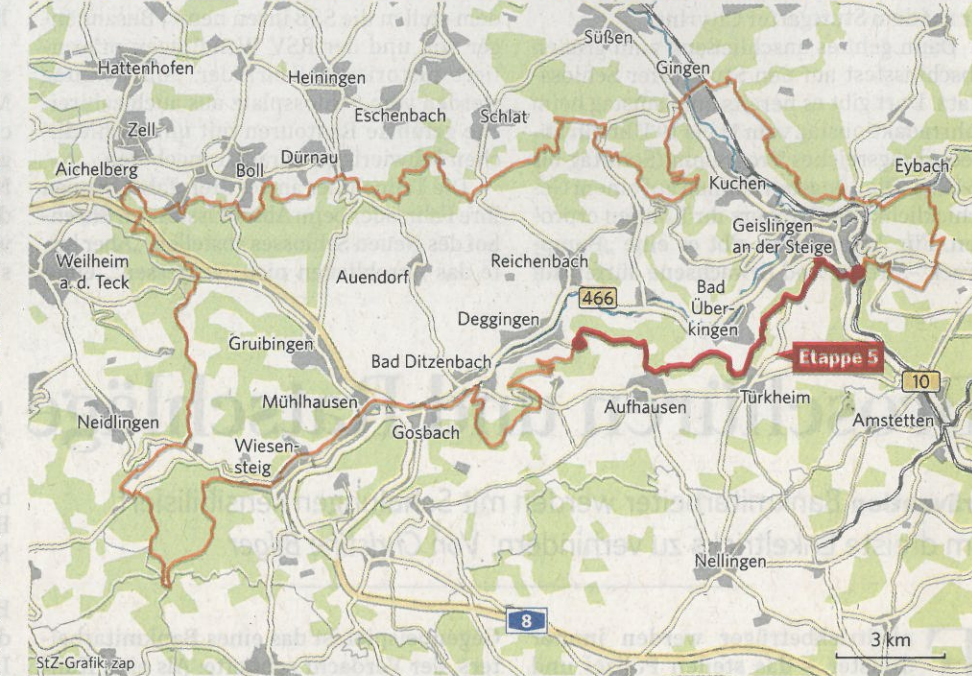 Süßen
Gingen
Hattenhofen
Heiningen
Eschenbach
Schlat
Zell
Dürnau
Aichelberg
Boll
Eybach
Kuchen
Geislingen
an der Steige
Weilheim
a. d. Teck
Auendorf
Reichenbach
466
Bad
Über-
kingen
Deggingen
Gruibingen
Bad Ditzenbach
Etappe 5
10
Mühlhausen
Aufhausen
Türkheim
Neidlingen
Gosbach
Amstetten
Wiesen-
steig
Nellingen
8
3 km
StZ-Grafik: zap